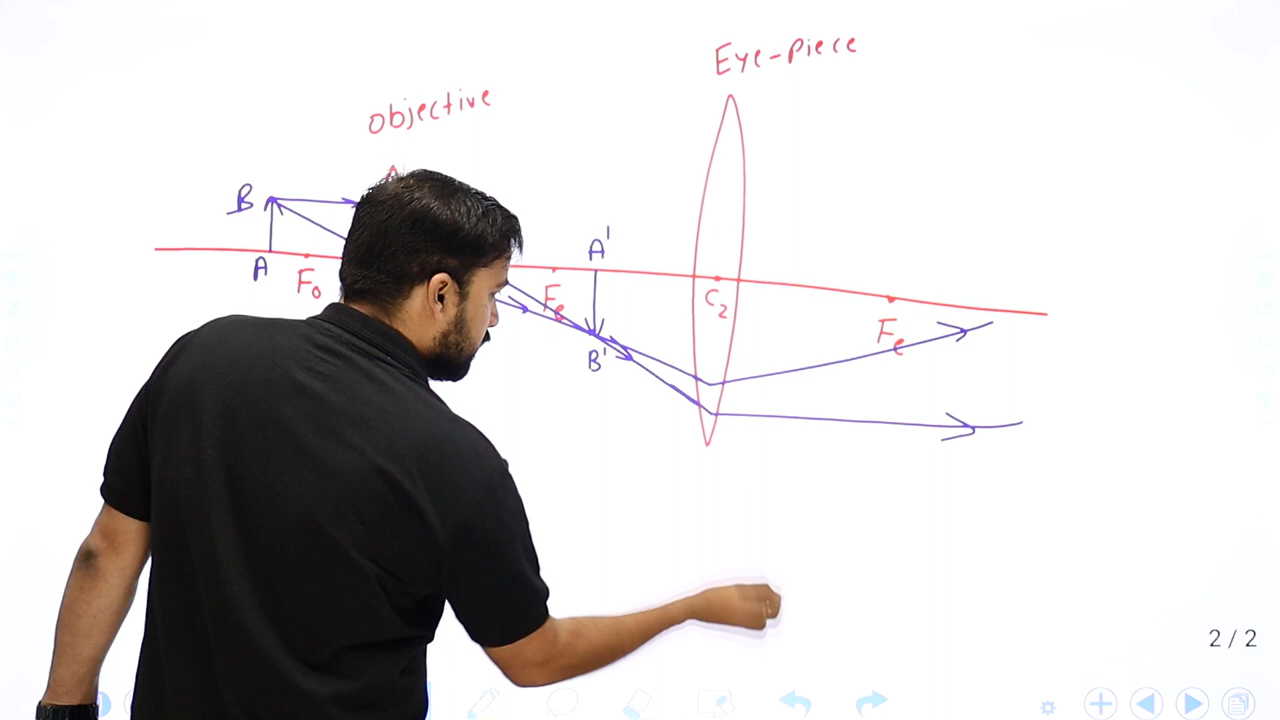 Eye-Piece
Objective
B
A'
A
F₀
Fe
C₂
Fe
B'
2 / 2